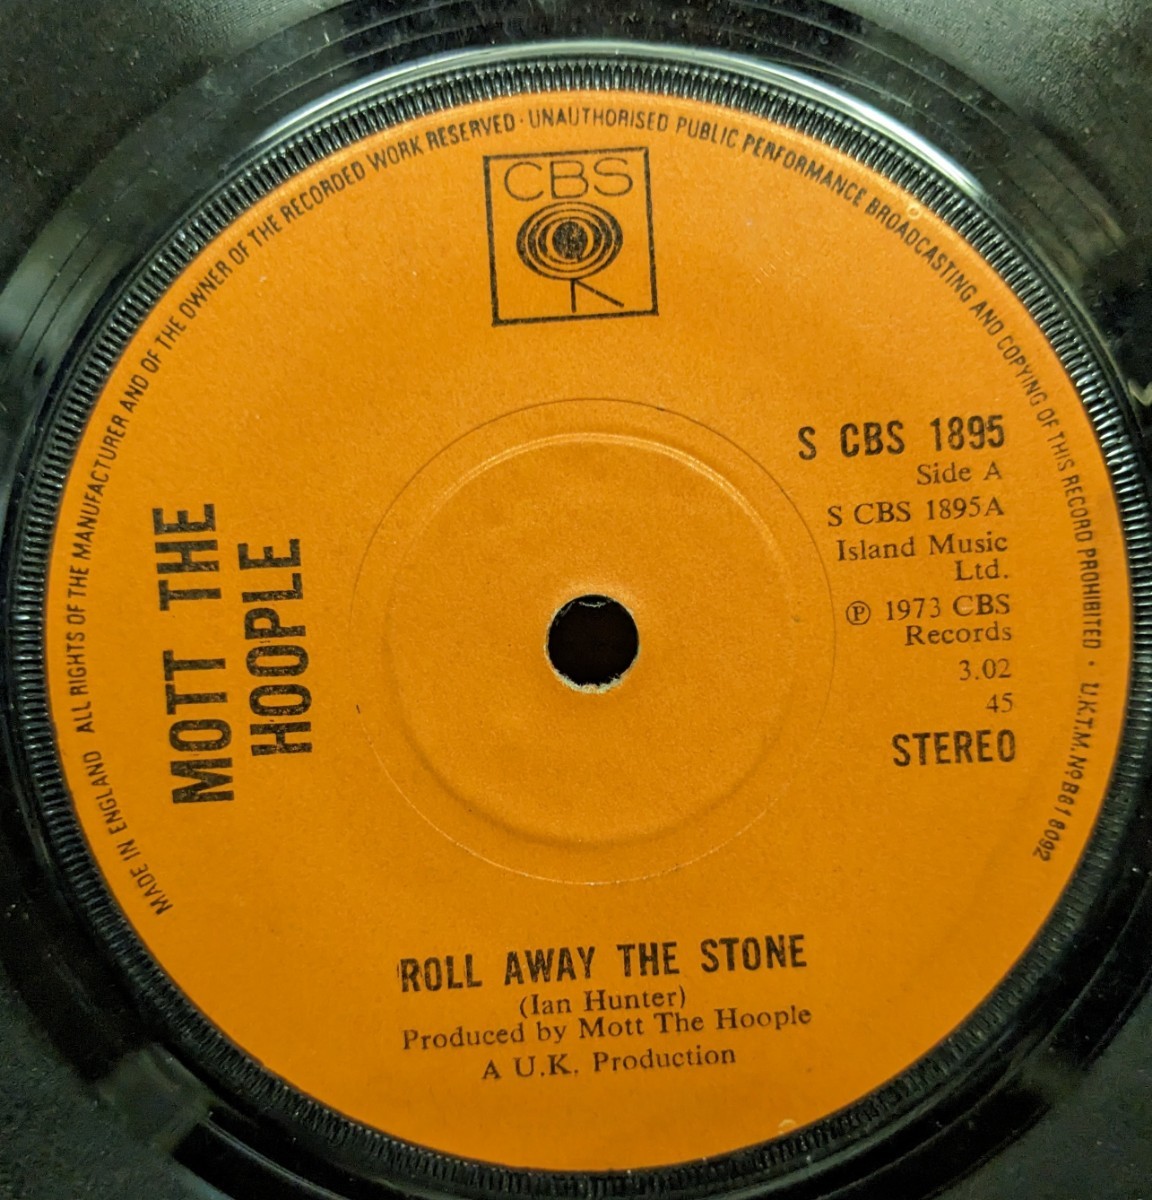 MADE IN ENGLAND ALL RIGHTS OF THE MANUFACTURER AND OF THE OWNER OF THE RECORDED WORK RESERVED · UNAUTHORISED PUBLIC PERFORMANCE BROADCASTING AND COPYING OF THIS RECORD PROHIBITED · U.K.T.M.No B618092
CBS
MOTT THE
HOOPLE
S CBS 1895
Side A
S CBS 1895A
Island Music
Ltd.
℗ 1973 CBS
Records
3.02
45
STEREO
ROLL AWAY THE STONE
(Ian Hunter)
Produced by Mott The Hoople
A U.K. Production